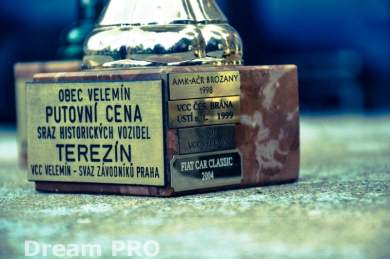 OBEC VELEMÍN
PUTOVNÍ CENA
SRAZ HISTORICKÝCH VOZIDEL
TEREZÍN
VCC VELEMÍN - SVAZ ZÁVODNÍKŮ PRAHA
AMK-AČR BROZANY
1998
VCC ČES. BRÁNA
ÚSTÍ 1999
FIAT CAR CLASSIC
2004
Dream PRO